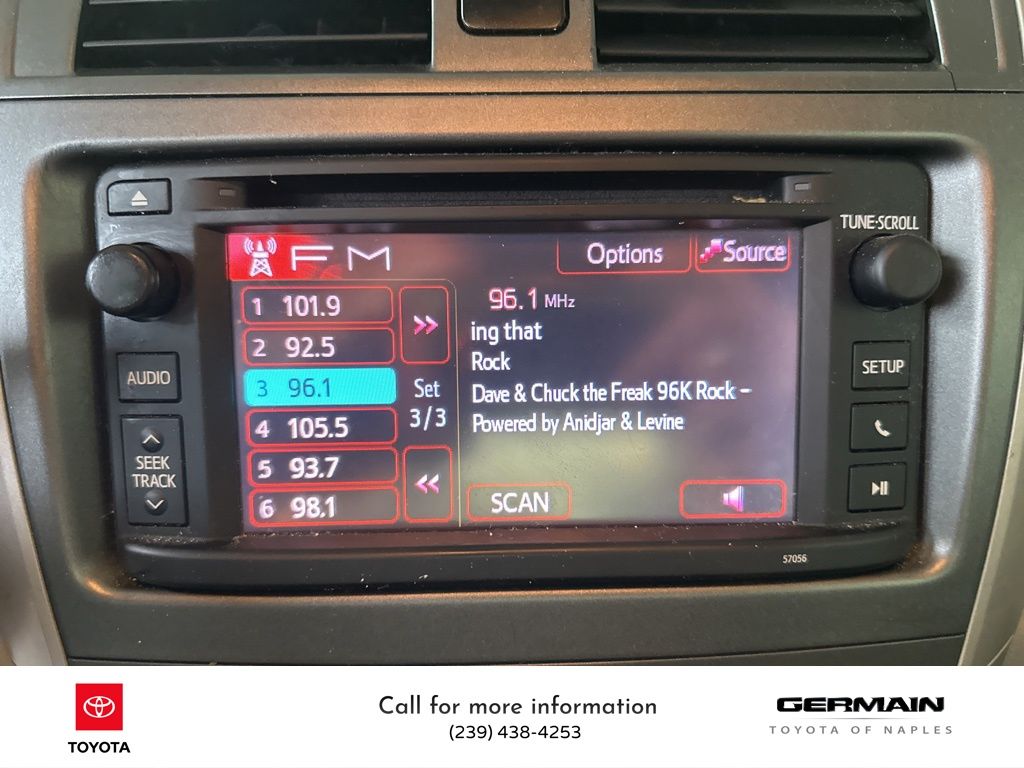 TUNE·SCROLL
FM
Options
Source
1 101.9
2 92.5
3 96.1
4 105.5
5 93.7
6 98.1
>>
Set
3/3
<<
96.1 MHz
ing that
Rock
Dave & Chuck the Freak 96K Rock –
Powered by Anidjar & Levine
SCAN
AUDIO
SEEK
TRACK
SETUP
57056
TOYOTA
Call for more information
(239) 438-4253
GERMAIN
TOYOTA OF NAPLES